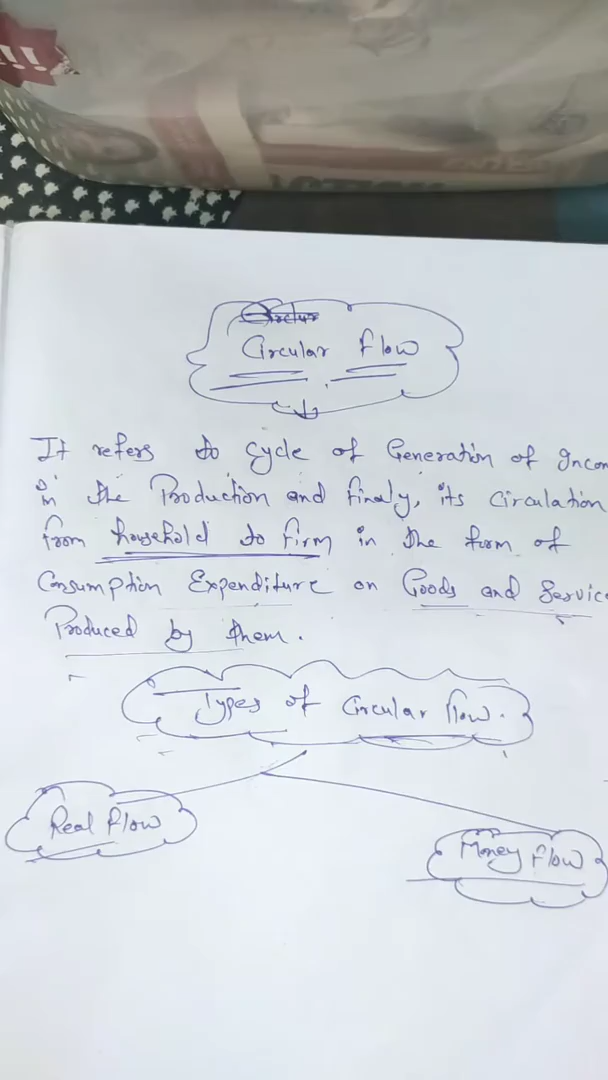 !!!
Circular flow
It refers to cycle of Generation of Incom
in the Production and finaly, its circulation
from household to firm in the form of
Consumption Expenditure on Goods and Service
Produced by them.
Types of Circular flow.
Real flow
Money flow